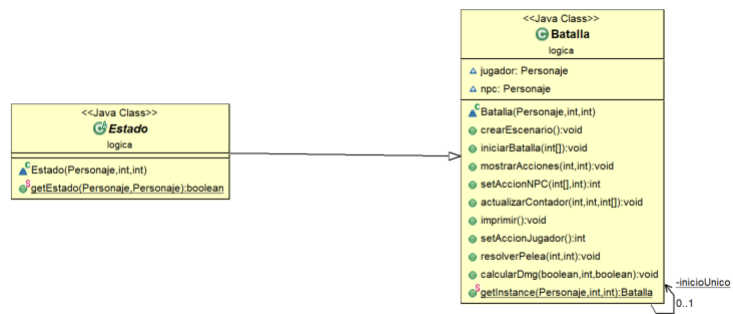 <<Java Class>>
Estado
logica
Estado(Personaje,int,int)
getEstado(Personaje,Personaje):boolean
<<Java Class>>
Batalla
logica
jugador: Personaje
npc: Personaje
Batalla(Personaje,int,int)
crearEscenario():void
iniciarBatalla(int[]):void
mostrarAcciones(int,int):void
setAccionNPC(int[],int):int
actualizarContador(int,int,int[]):void
imprimir():void
setAccionJugador():int
resolverPelea(int,int):void
calcularDmg(boolean,int,boolean):void
getInstance(Personaje,int,int):Batalla
-inicioUnico
0..1